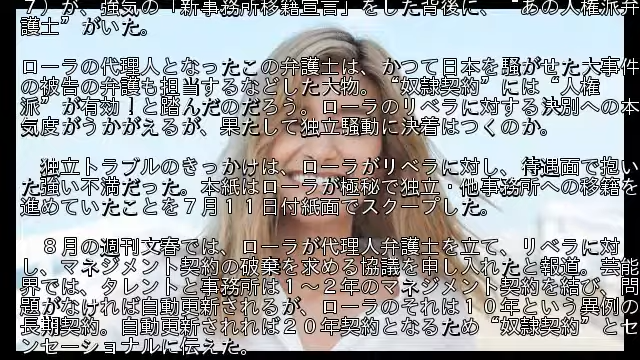 ７）が、強気の「新事務所移籍宣言」をした背後に、“あの人権派弁
護士”がいた。
ローラの代理人となったこの弁護士は、かつて日本を騒がせた大事件
の被告の弁護も担当するなどした大物。“奴隷契約”には“人権
派”が有効！と踏んだのだろう。ローラのリベラに対する決別への本
気度がうかがえるが、果たして独立騒動に決着はつくのか。
独立トラブルのきっかけは、ローラがリベラに対し、待遇面で抱い
た強い不満だった。本紙はローラが極秘で独立・他事務所への移籍を
進めていたことを７月１１日付紙面でスクープした。
８月の週刊文春では、ローラが代理人弁護士を立て、リベラに対
し、マネジメント契約の破棄を求める協議を申し入れたと報道。芸能
界では、タレントと事務所は１～２年のマネジメント契約を結び、問
題がなければ自動更新されるが、ローラのそれは１０年という異例の
長期契約。自動更新されれば２０年契約となるため“奴隷契約”とセ
ンセーショナルに伝えた。